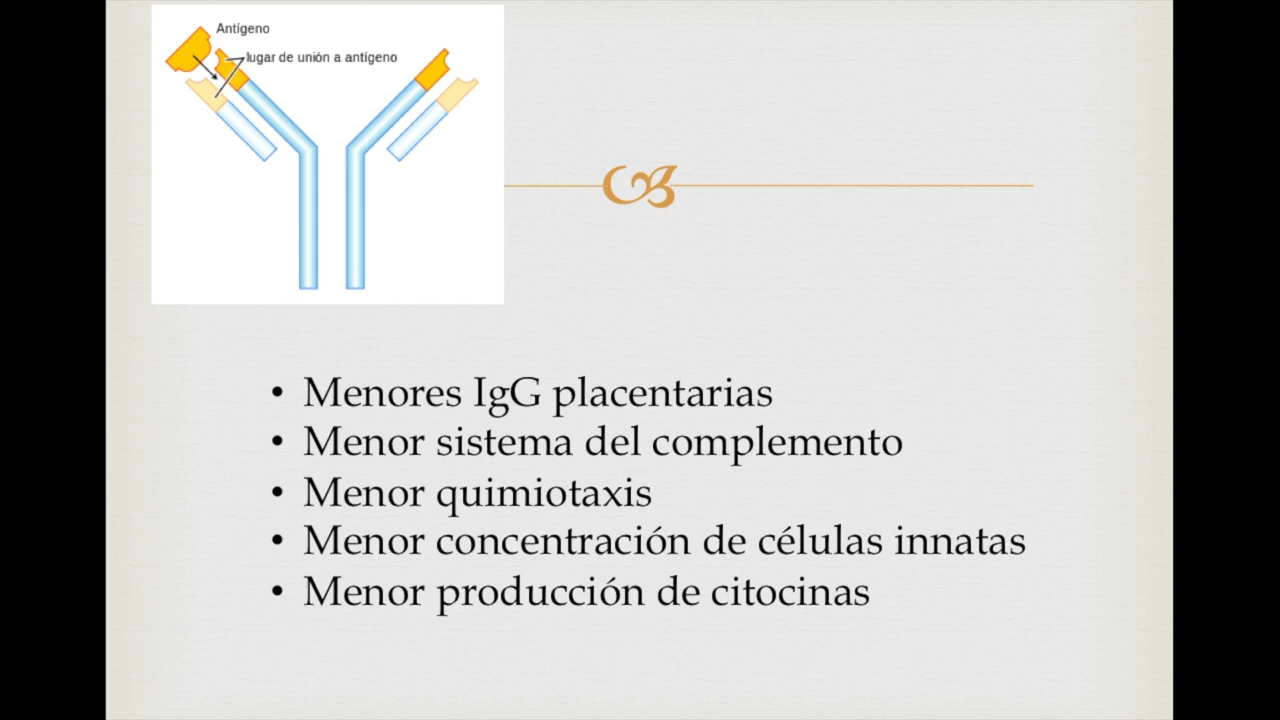 Antígeno
lugar de unión a antígeno
• Menores IgG placentarias
• Menor sistema del complemento
• Menor quimiotaxis
• Menor concentración de células innatas
• Menor producción de citocinas